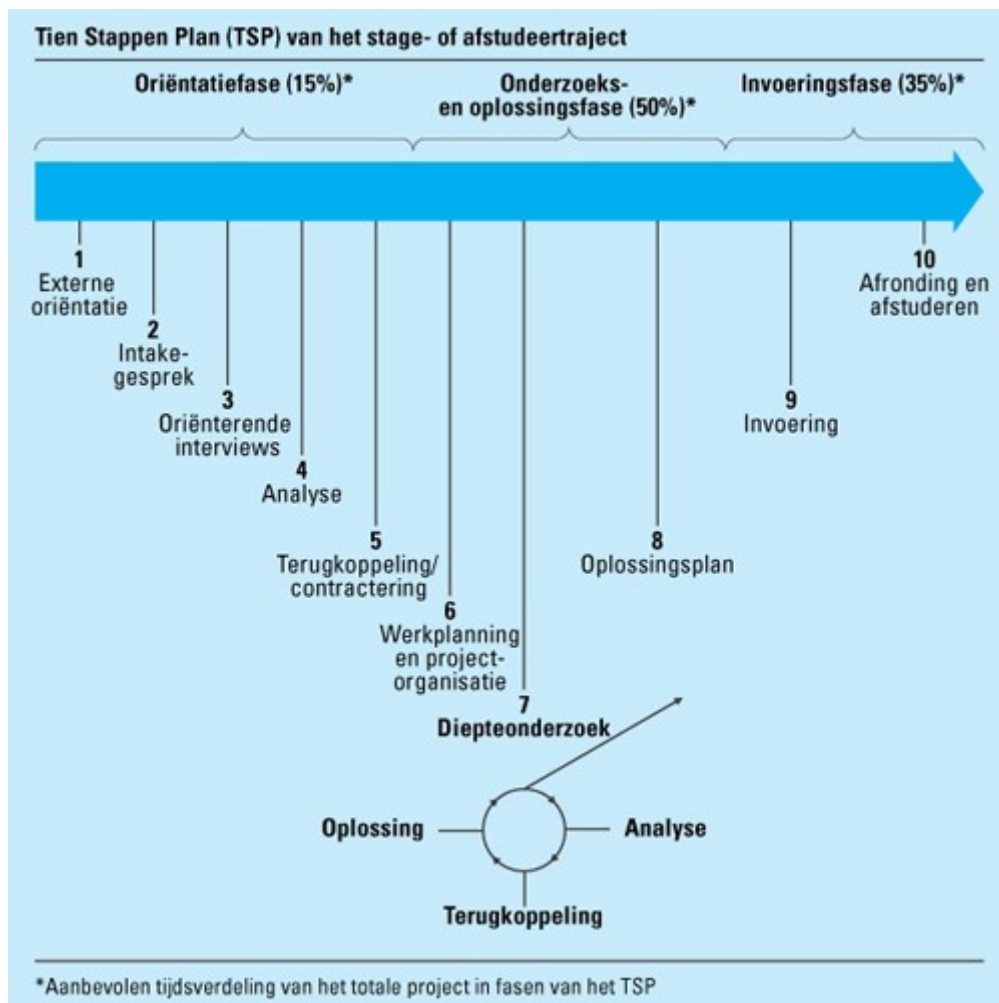 Tien Stappen Plan (TSP) van het stage- of afstudeertraject
Oriëntatiefase (15%)*
Onderzoeks-
en oplossingsfase (50%)*
Invoeringsfase (35%)*
1
Externe
oriëntatie
2
Intake-
gesprek
3
Oriënterende
interviews
4
Analyse
5
Terugkoppeling/
contractering
6
Werkplanning
en project-
organisatie
7
Diepteonderzoek
8
Oplossingsplan
9
Invoering
10
Afronding en
afstuderen
Oplossing
Analyse
Terugkoppeling
*Aanbevolen tijdsverdeling van het totale project in fasen van het TSP